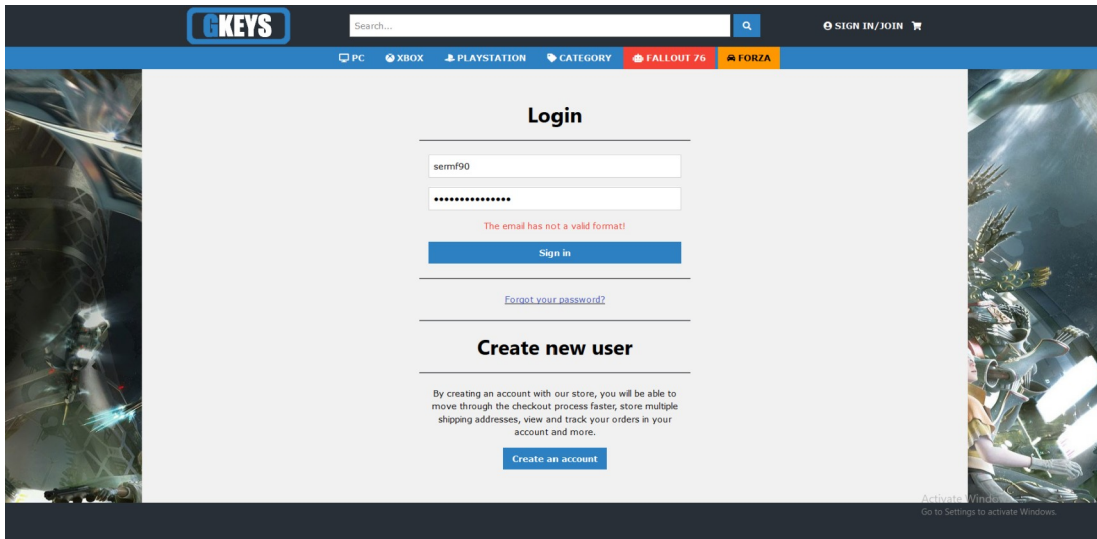 GKEYS
Search...
SIGN IN/JOIN
PC XBOX PLAYSTATION CATEGORY FALLOUT 76 FORZA
Login
sermf90
•••••••••••••••
The email has not a valid format!
Sign in
Forgot your password?
Create new user
By creating an account with our store, you will be able to
move through the checkout process faster, store multiple
shipping addresses, view and track your orders in your
account and more.
Create an account
Activate Windows
Go to Settings to activate Windows.